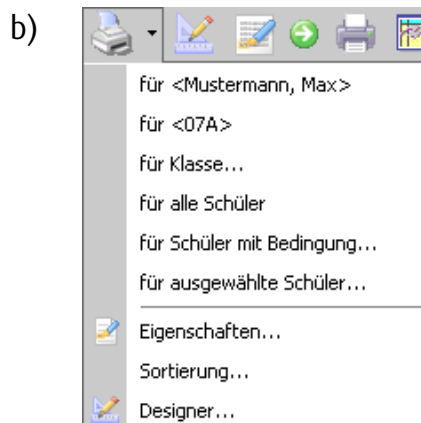 b)
für <Mustermann, Max>
für <07A>
für Klasse...
für alle Schüler
für Schüler mit Bedingung...
für ausgewählte Schüler...
Eigenschaften...
Sortierung...
Designer...